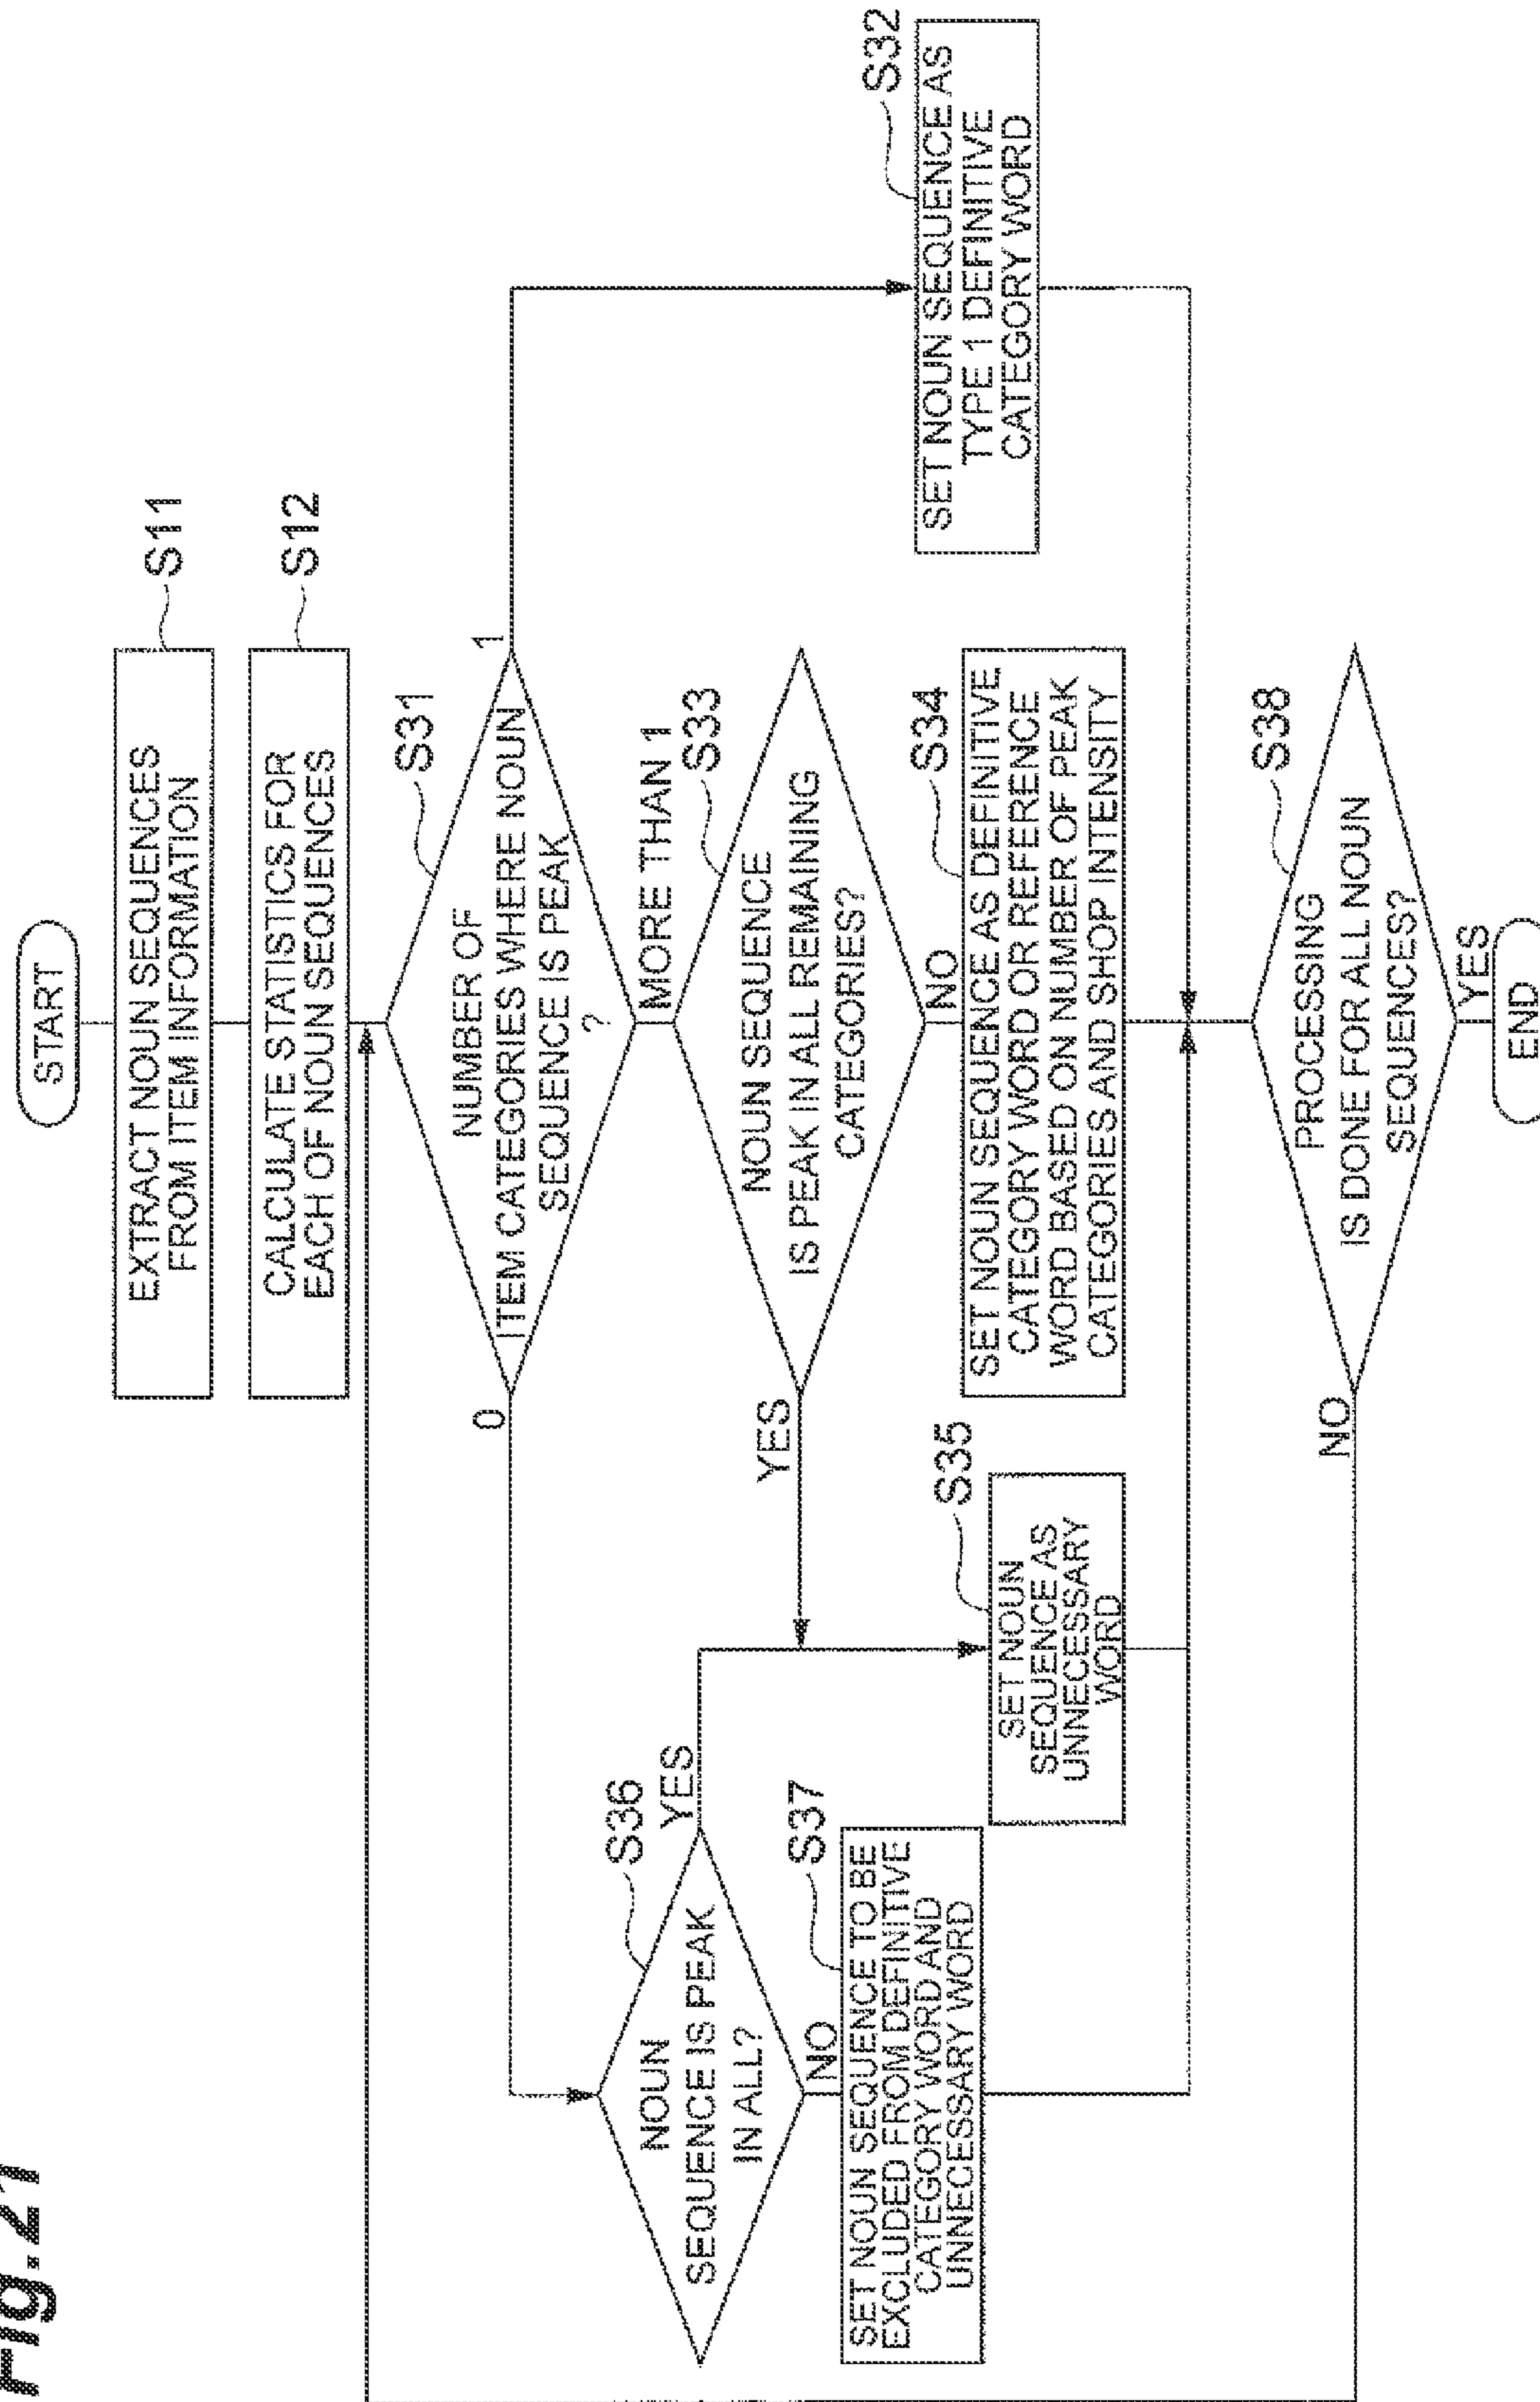 Fig.21
START
EXTRACT NOUN SEQUENCES
FROM ITEM INFORMATION
S11
CALCULATE STATISTICS FOR
EACH OF NOUN SEQUENCES
S12
NUMBER OF
ITEM CATEGORIES WHERE NOUN
SEQUENCE IS PEAK
?
S31
0
1
MORE THAN 1
NOUN
SEQUENCE IS PEAK
IN ALL?
S36
YES
NO
NOUN SEQUENCE
IS PEAK IN ALL REMAINING
CATEGORIES?
S33
YES
NO
SET NOUN SEQUENCE TO BE
EXCLUDED FROM DEFINITIVE
CATEGORY WORD AND
UNNECESSARY WORD
S37
SET NOUN
SEQUENCE AS
UNNECESSARY
WORD
S35
SET NOUN SEQUENCE AS DEFINITIVE
CATEGORY WORD OR REFERENCE
WORD BASED ON NUMBER OF PEAK
CATEGORIES AND SHOP INTENSITY
S34
SET NOUN SEQUENCE AS
TYPE 1 DEFINITIVE
CATEGORY WORD
S32
PROCESSING
IS DONE FOR ALL NOUN
SEQUENCES?
S38
NO
YES
END